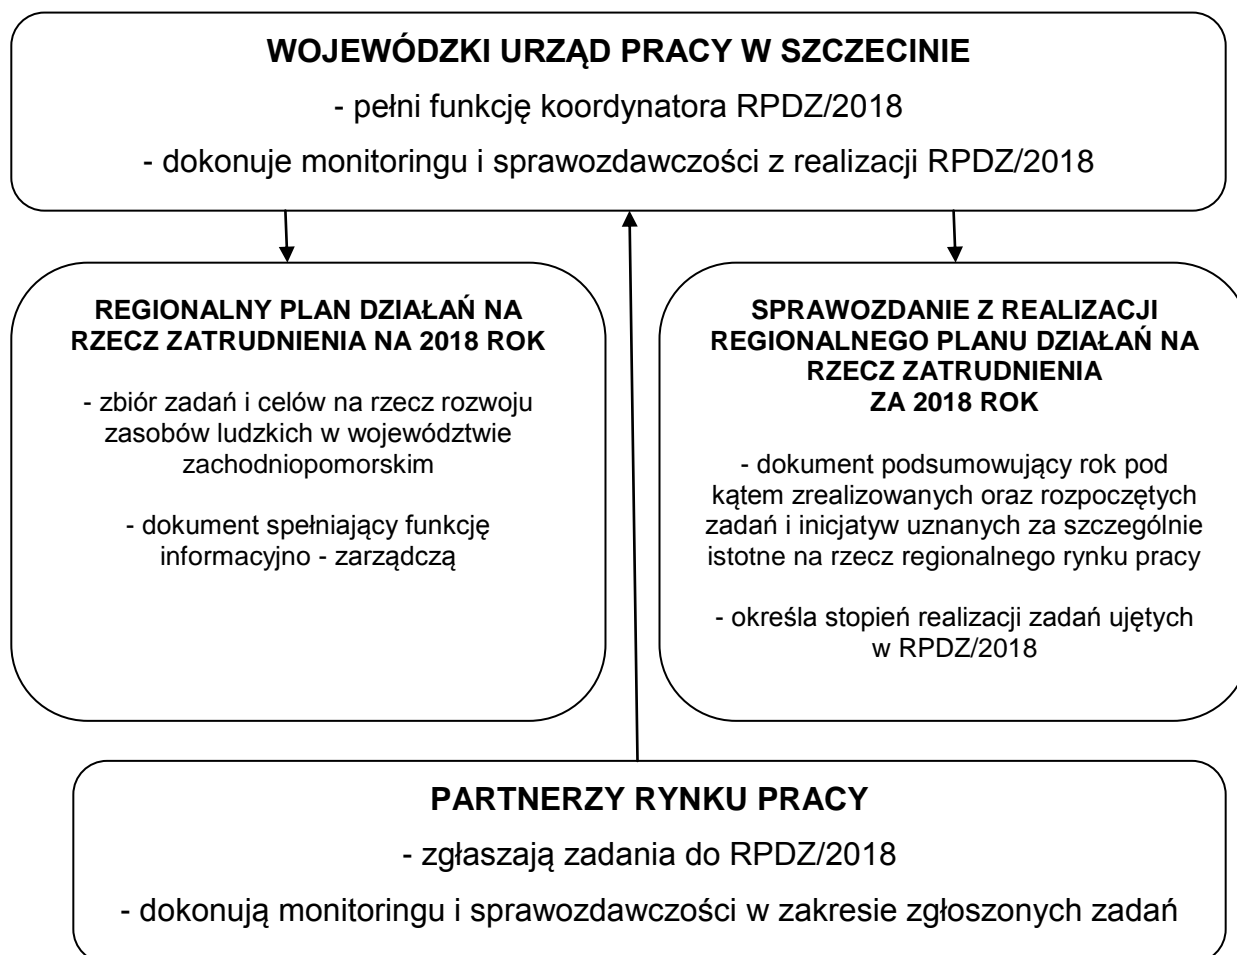 WOJEWÓDZKI URZĄD PRACY W SZCZECINIE
- pełni funkcję koordynatora RPDZ/2018
- dokonuje monitoringu i sprawozdawczości z realizacji RPDZ/2018
REGIONALNY PLAN DZIAŁAŃ NA
RZECZ ZATRUDNIENIA NA 2018 ROK
- zbiór zadań i celów na rzecz rozwoju
zasobów ludzkich w województwie
zachodniopomorskim
- dokument spełniający funkcję
informacyjno - zarządczą
SPRAWOZDANIE Z REALIZACJI
REGIONALNEGO PLANU DZIAŁAŃ NA
RZECZ ZATRUDNIENIA
ZA 2018 ROK
- dokument podsumowujący rok pod
kątem zrealizowanych oraz rozpoczętych
zadań i inicjatyw uznanych za szczególnie
istotne na rzecz regionalnego rynku pracy
- określa stopień realizacji zadań ujętych
w RPDZ/2018
PARTNERZY RYNKU PRACY
- zgłaszają zadania do RPDZ/2018
- dokonują monitoringu i sprawozdawczości w zakresie zgłoszonych zadań